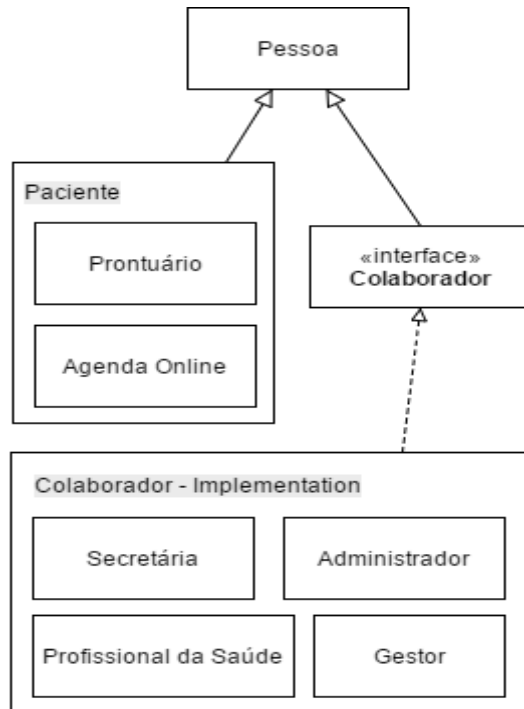 Pessoa
Paciente
Prontuário
Agenda Online
«interface»
Colaborador
Colaborador - Implementation
Secretária
Administrador
Profissional da Saúde
Gestor